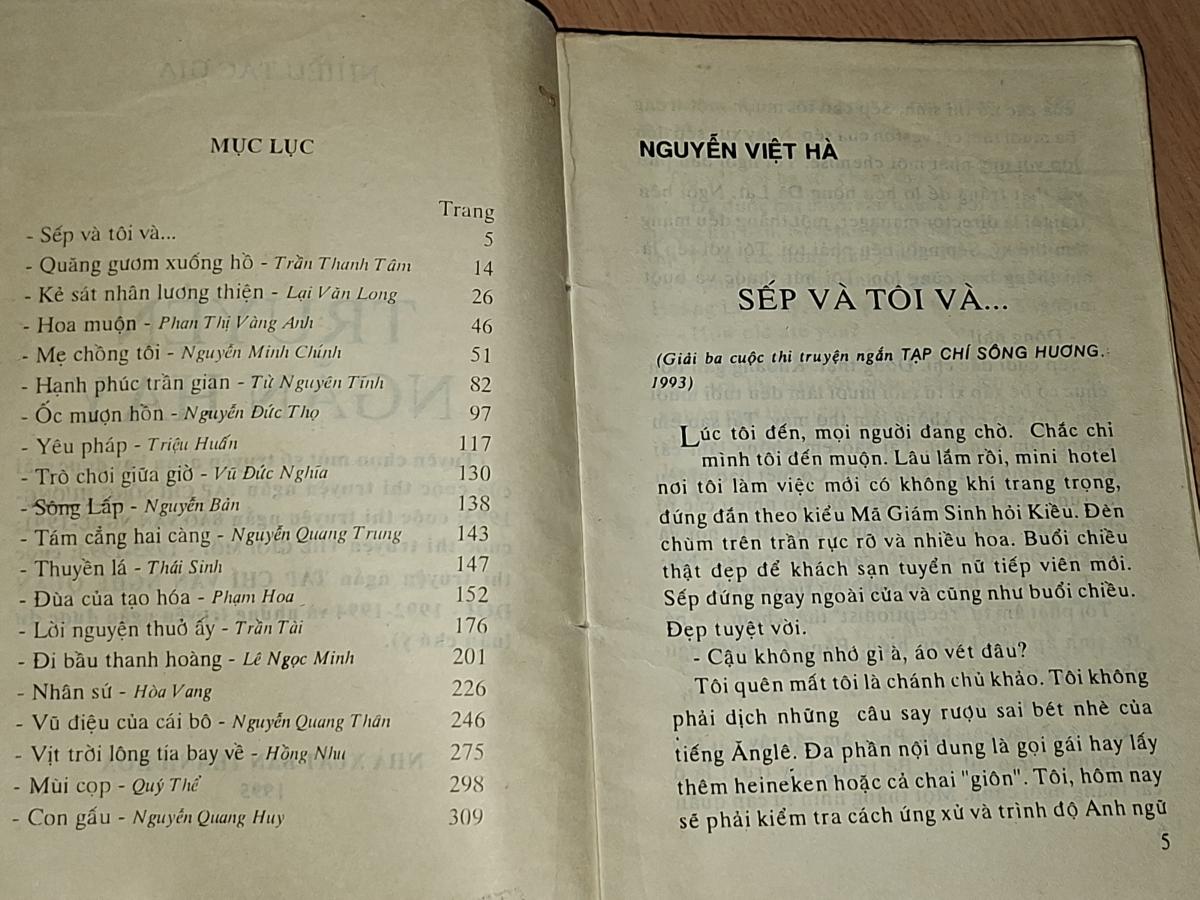 MỤC LỤC
Trang
- Sếp và tôi và... 5
- Quăng gươm xuống hồ - Trần Thanh Tâm 14
- Kẻ sát nhân lương thiện - Lại Văn Long 26
- Hoa muộn - Phan Thị Vàng Anh 46
- Mẹ chồng tôi - Nguyễn Minh Chính 51
- Hạnh phúc trần gian - Từ Nguyên Tĩnh 82
- Ốc mượn hồn - Nguyễn Đức Thọ 97
- Yêu pháp - Triệu Huấn 117
- Trò chơi giữa giờ - Vũ Đức Nghĩa 130
- Sông Lấp - Nguyễn Bản 138
- Tám cẳng hai càng - Nguyễn Quang Trung 143
- Thuyền lá - Thái Sinh 147
- Đùa của tạo hóa - Phạm Hoa 152
- Lời nguyện thuở ấy - Trần Tài 176
- Đi bầu thanh hoàng - Lê Ngọc Minh 201
- Nhân sứ - Hòa Vang 226
- Vũ điệu của cái bô - Nguyễn Quang Thân 246
- Vịt trời lông tía bay về - Hồng Nhu 275
- Mùi cọp - Quý Thể 298
- Con gấu - Nguyễn Quang Huy 309
NGUYỄN VIỆT HÀ
SẾP VÀ TÔI VÀ...
(Giải ba cuộc thi truyện ngắn TẠP CHÍ SÔNG HƯƠNG.
1993)
Lúc tôi đến, mọi người đang chờ. Chắc chỉ
mình tôi đến muộn. Lâu lắm rồi, mini hotel
nơi tôi làm việc mới có không khí trang trọng,
đứng đắn theo kiểu Mã Giám Sinh hỏi Kiều. Đèn
chùm trên trần rực rỡ và nhiều hoa. Buổi chiều
thật đẹp để khách sạn tuyển nữ tiếp viên mới.
Sếp đứng ngay ngoài cửa và cũng như buổi chiều.
Đẹp tuyệt vời.
- Cậu không nhớ gì à, áo vét đâu?
Tôi quên mất tôi là chánh chủ khảo. Tôi không
phải dịch những câu say rượu sai bét nhè của
tiếng Ănglê. Đa phần nội dung là gọi gái hay lấy
thêm heineken hoặc cả chai "giôn". Tôi, hôm nay
sẽ phải kiểm tra cách ứng xử và trình độ Anh ngữ
5